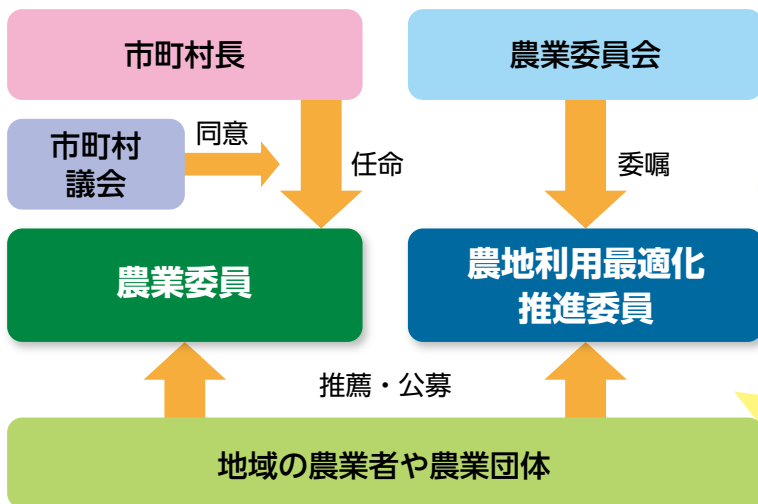 市町村長
農業委員会
市町村
議会
同意
任命
委嘱
農業委員
農地利用最適化
推進委員
推薦・公募
地域の農業者や農業団体